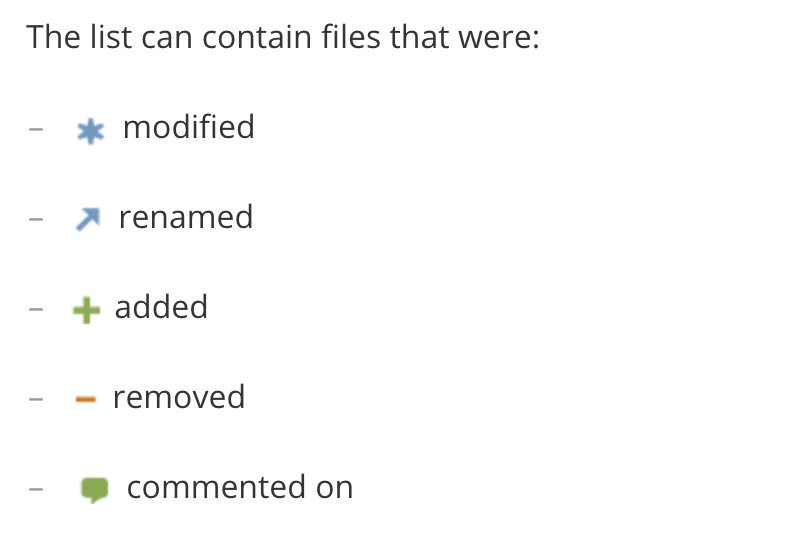 The list can contain files that were:
– modified
– renamed
– added
– removed
– commented on